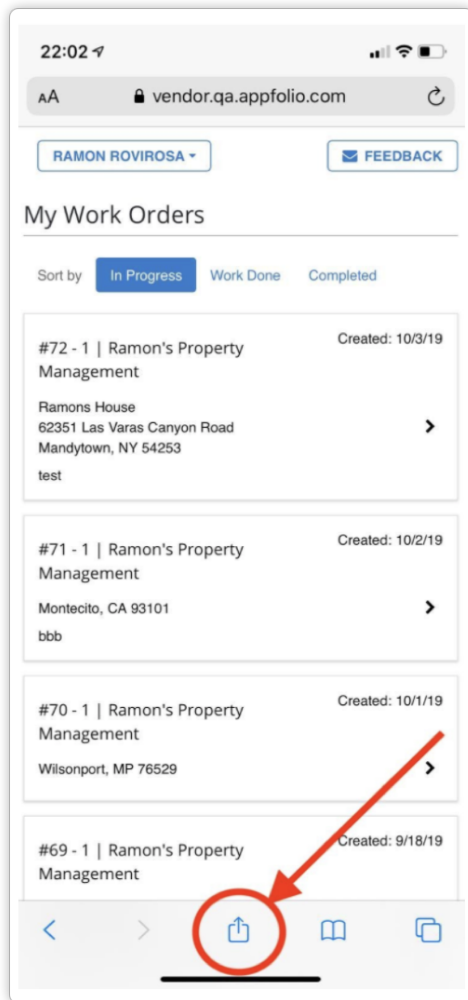 22:02
AA vendor.qa.appfolio.com
RAMON ROVIROSA FEEDBACK
My Work Orders
Sort by In Progress Work Done Completed
#72 - 1 | Ramon's Property Created: 10/3/19
Management
Ramons House
62351 Las Varas Canyon Road
Mandytown, NY 54253
test
#71 - 1 | Ramon's Property Created: 10/2/19
Management
Montecito, CA 93101
bbb
#70 - 1 | Ramon's Property Created: 10/1/19
Management
Wilsonport, MP 76529
#69 - 1 | Ramon's Property Created: 9/18/19
Management